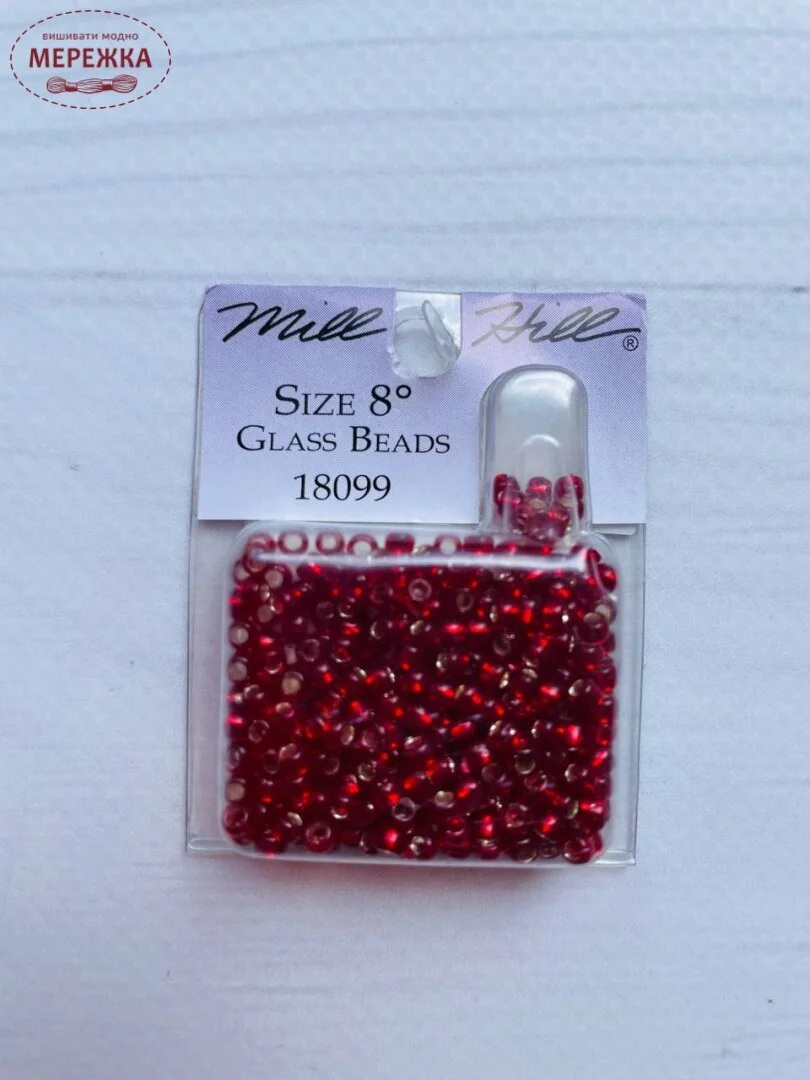 вишивати модно
МЕРЕЖКА
Mill Hill®
Size 8°
Glass Beads
18099